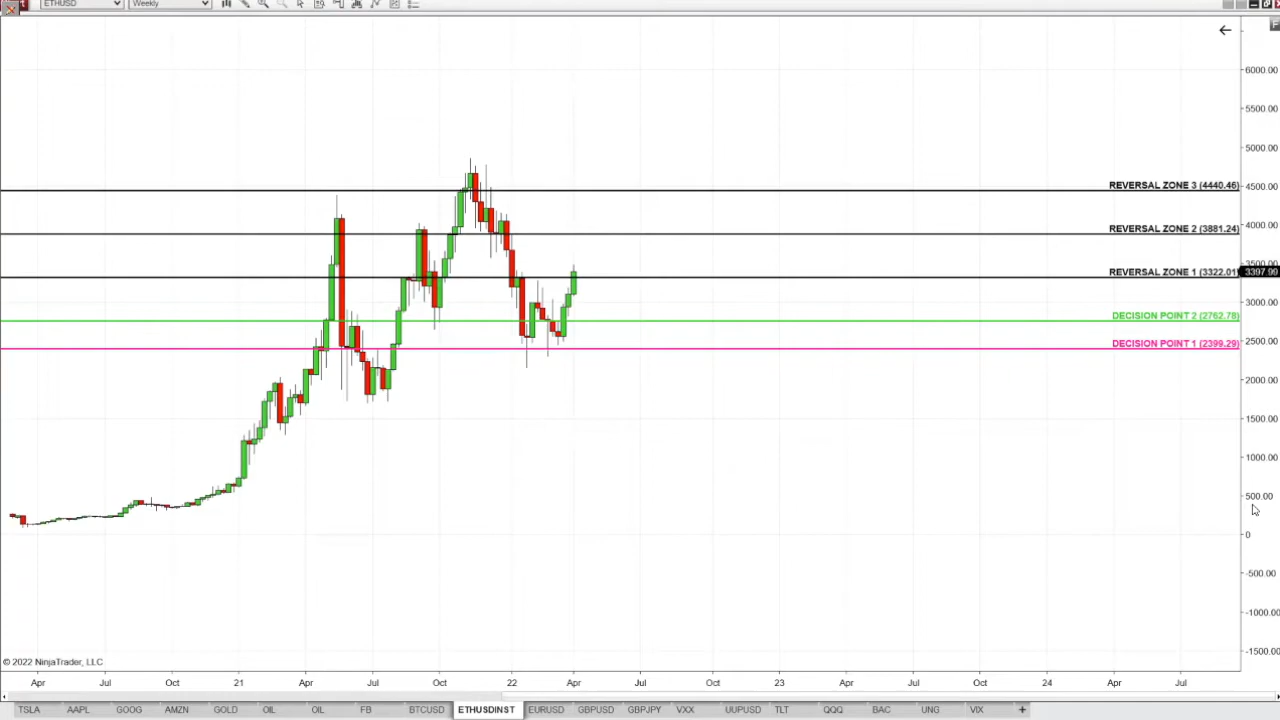 ETHUSD Weekly
6000.00
5500.00
5000.00
REVERSAL ZONE 3 (4440.46) 4500.00
REVERSAL ZONE 2 (3881.24) 4000.00
REVERSAL ZONE 1 (3322.01) 3500.00 3397.99
3000.00
DECISION POINT 2 (2762.78)
DECISION POINT 1 (2399.29) 2500.00
2000.00
1500.00
1000.00
500.00
0
-500.00
-1000.00
-1500.00
© 2022 NinjaTrader, LLC
Apr Jul Oct 21 Apr Jul Oct 22 Apr Jul Oct 23 Apr Jul Oct 24 Apr Jul
TSLA AAPL GOOG AMZN GOLD OIL OIL FB BTCUSD ETHUSDINST EURUSD GBPUSD GBPJPY VXX UUPUSD TLT QQQ BAC UNG VIX +